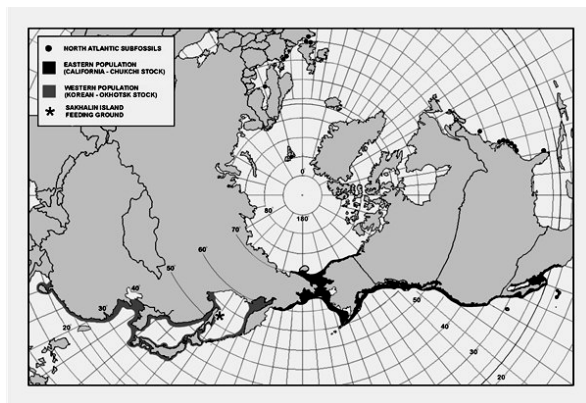 NORTH ATLANTIC SUBFOSSILS
EASTERN POPULATION
(CALIFORNIA - CHUKCHI STOCK)
WESTERN POPULATION
(KOREAN - OKHOTSK STOCK)
SAKHALIN ISLAND
FEEDING GROUND
0°
80°
180°
70°
60°
50°
40°
30°
20°
50°
40°
30°
20°